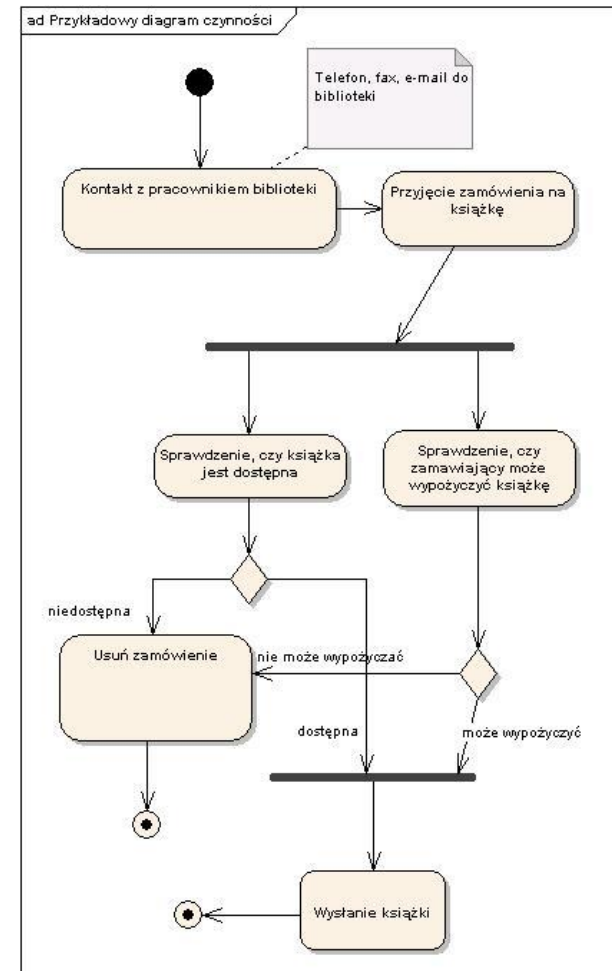 ad Przykładowy diagram czynności
Telefon, fax, e-mail do
biblioteki
Kontakt z pracownikiem biblioteki
Przyjęcie zamówienia na
książkę
Sprawdzenie, czy książka
jest dostępna
Sprawdzenie, czy
zamawiający może
wypożyczyć książkę
niedostępna
Usuń zamówienie
nie może wypożyczać
dostępna
może wypożyczyć
Wysłanie książki